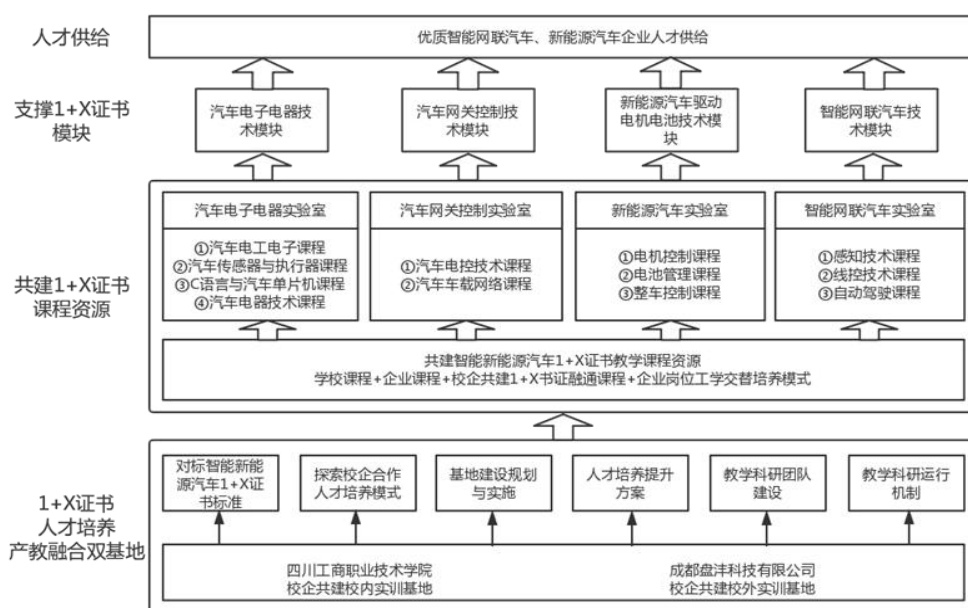 人才供给
优质智能网联汽车、新能源汽车企业人才供给
支撑1+X证书
模块
汽车电子电器技
术模块
汽车网关控制技
术模块
新能源汽车驱动
电机电池技术模
块
智能网联汽车技
术模块
共建1+X证书
课程资源
汽车电子电器实验室
①汽车电工电子课程
②汽车传感器与执行器课程
③C语言与汽车单片机课程
④汽车电器技术课程
汽车网关控制实验室
①汽车电控技术课程
②汽车车载网络课程
新能源汽车实验室
①电机控制课程
②电池管理课程
③整车控制课程
智能网联汽车实验室
①感知技术课程
②线控技术课程
③自动驾驶课程
共建智能新能源汽车1+X证书教学课程资源
学校课程+企业课程+校企共建1+X书证融通课程+企业岗位工学交替培养模式
1+X证书
人才培养
产教融合双基地
对标智能新能
源汽车1+X证
书标准
探索校企合作
人才培养模式
基地建设规划
与实施
人才培养提升
方案
教学科研团队
建设
教学科研运行
机制
四川工商职业技术学院
校企共建校内实训基地
成都盘沣科技有限公司
校企共建校外实训基地